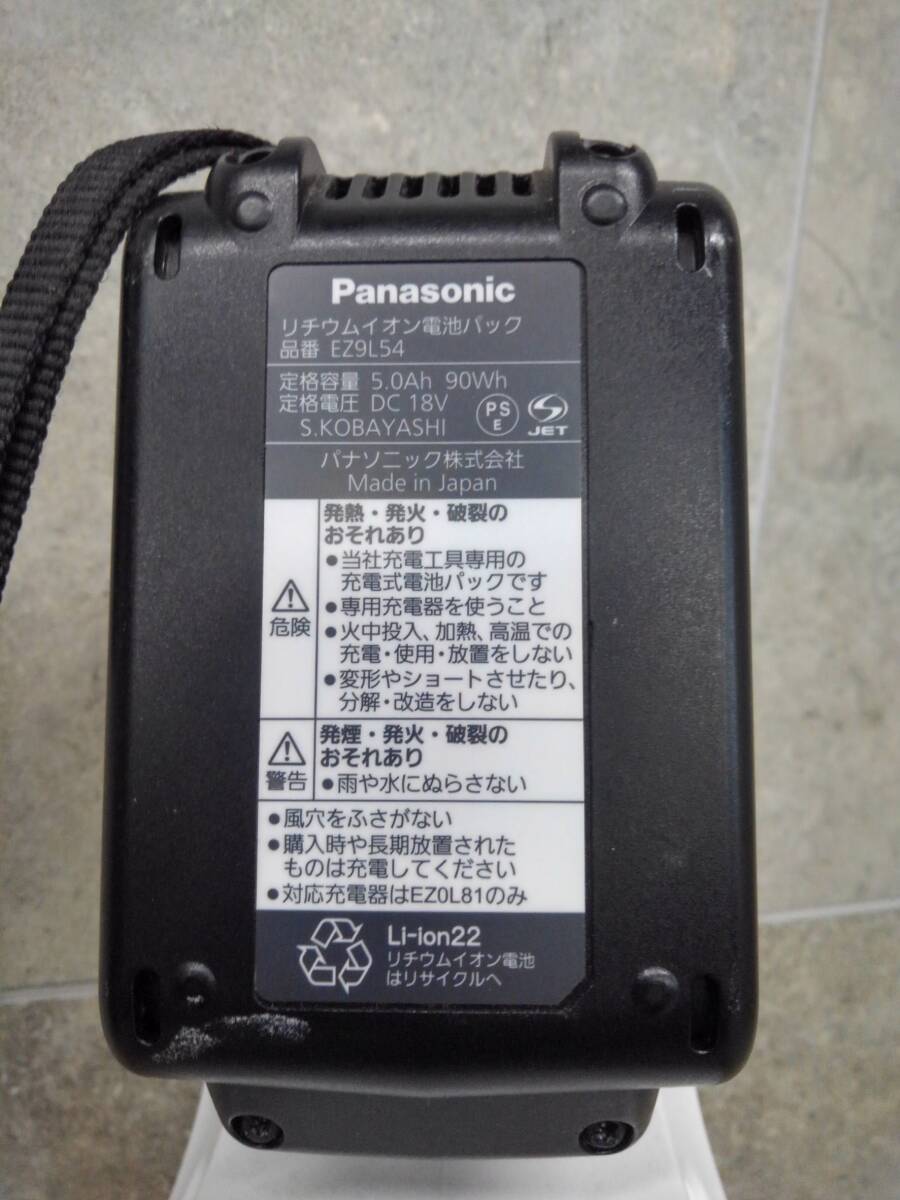 Panasonic
リチウムイオン電池パック
品番 EZ9L54
定格容量 5.0Ah 90Wh
定格電圧 DC 18V
S.KOBAYASHI
PS
E
JET
パナソニック株式会社
Made in Japan
危険
発熱・発火・破裂の
おそれあり
●当社充電工具専用の
充電式電池パックです
●専用充電器を使うこと
●火中投入、加熱、高温での
充電・使用・放置をしない
●変形やショートさせたり、
分解・改造をしない
警告
発煙・発火・破裂の
おそれあり
●雨や水にぬらさない
●風穴をふさがない
●購入時や長期放置された
ものは充電してください
●対応充電器はEZ0L81のみ
Li-ion22
リチウムイオン電池
はリサイクルへ